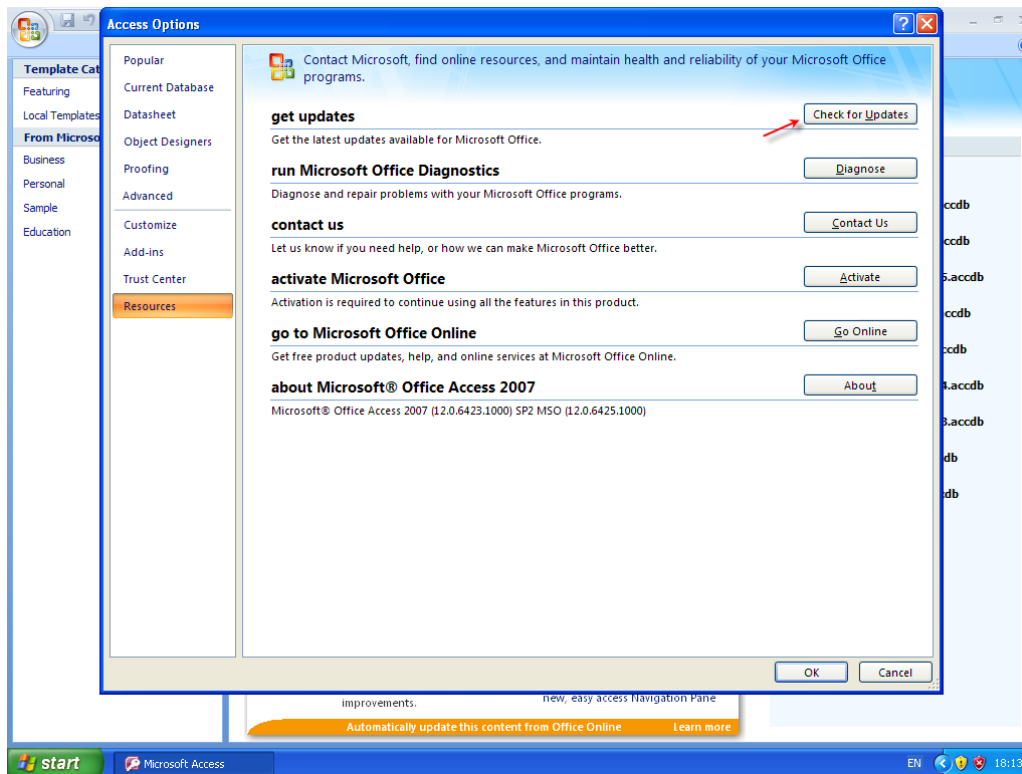 Access Options
Template Cat
Featuring
Local Templates
From Microso
Business
Personal
Sample
Education
Popular
Current Database
Datasheet
Object Designers
Proofing
Advanced
Customize
Add-ins
Trust Center
Resources
Contact Microsoft, find online resources, and maintain health and reliability of your Microsoft Office
programs.
get updates
Check for Updates
Get the latest updates available for Microsoft Office.
run Microsoft Office Diagnostics
Diagnose
Diagnose and repair problems with your Microsoft Office programs.
contact us
Contact Us
Let us know if you need help, or how we can make Microsoft Office better.
activate Microsoft Office
Activate
Activation is required to continue using all the features in this product.
go to Microsoft Office Online
Go Online
Get free product updates, help, and online services at Microsoft Office Online.
about Microsoft® Office Access 2007
About
Microsoft® Office Access 2007 (12.0.6423.1000) SP2 MSO (12.0.6425.1000)
ccdb
ccdb
5.accdb
ccdb
ccdb
4.accdb
3.accdb
db
db
OK
Cancel
improvements.
new, easy access Navigation Pane
Automatically update this content from Office Online
Learn more
start
Microsoft Access
EN
18:13